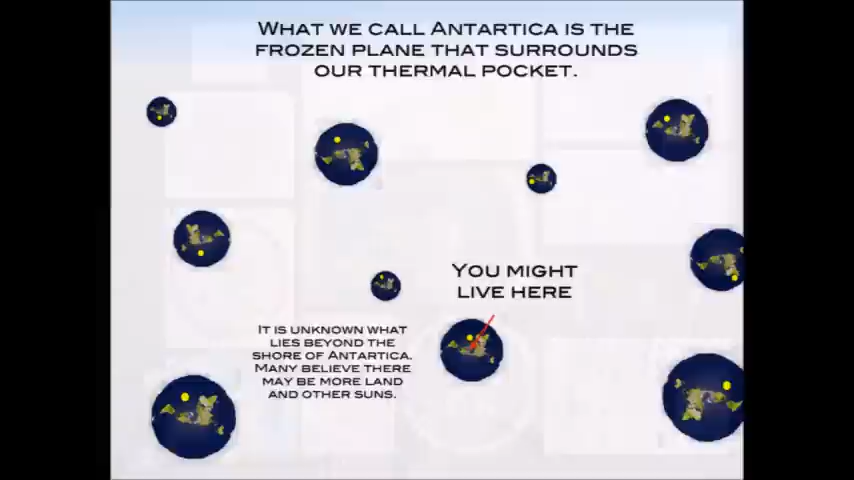 What we call Antartica is the
frozen plane that surrounds
our thermal pocket.
You might
live here
It is unknown what
lies beyond the
shore of Antartica.
Many believe there
may be more land
and other suns.